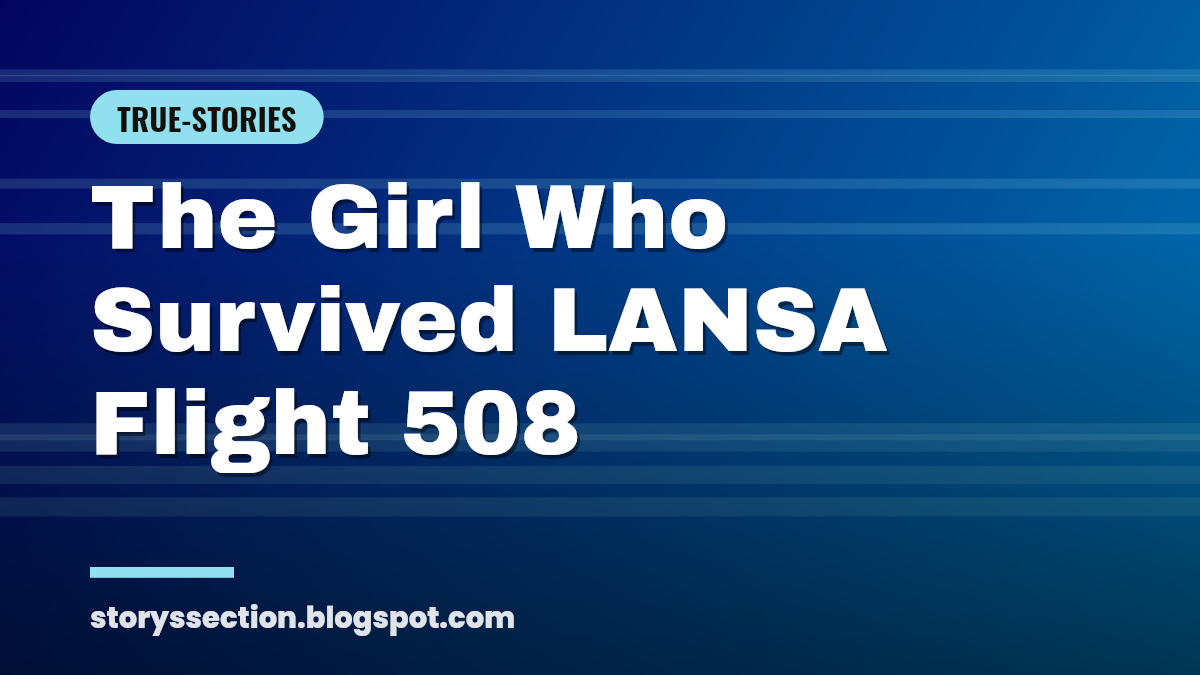 TRUE-STORIES
The Girl Who
Survived LANSA
Flight 508
storyssection.blogspot.com